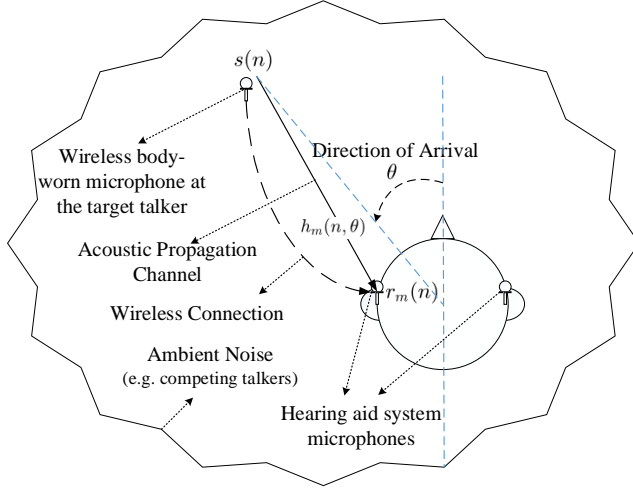 s(n)
Direction of Arrival
θ
Wireless body-
worn microphone at
the target talker
h_m(n, θ)
Acoustic Propagation
Channel
r_m(n)
Wireless Connection
Ambient Noise
(e.g. competing talkers)
Hearing aid system
microphones